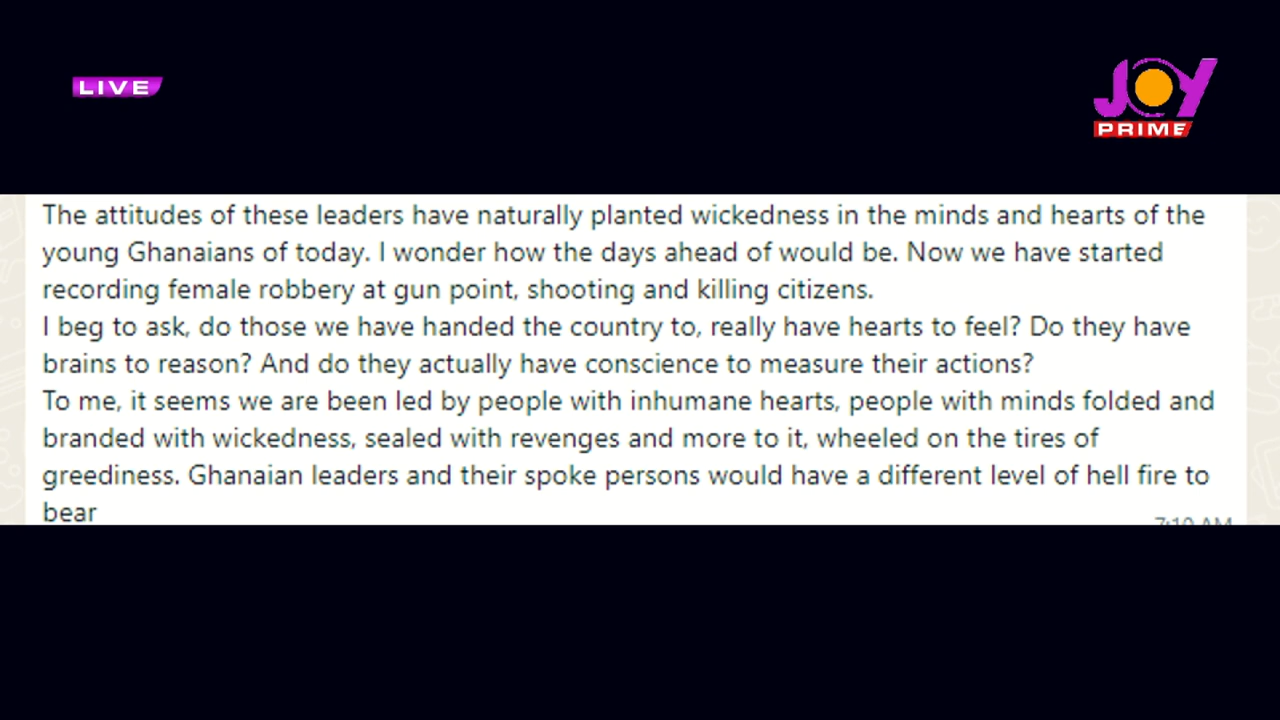 LIVE
JOY
PRIME
The attitudes of these leaders have naturally planted wickedness in the minds and hearts of the
young Ghanaians of today. I wonder how the days ahead of would be. Now we have started
recording female robbery at gun point, shooting and killing citizens.
I beg to ask, do those we have handed the country to, really have hearts to feel? Do they have
brains to reason? And do they actually have conscience to measure their actions?
To me, it seems we are been led by people with inhumane hearts, people with minds folded and
branded with wickedness, sealed with revenges and more to it, wheeled on the tires of
greediness. Ghanaian leaders and their spoke persons would have a different level of hell fire to
bear
7:10 AM